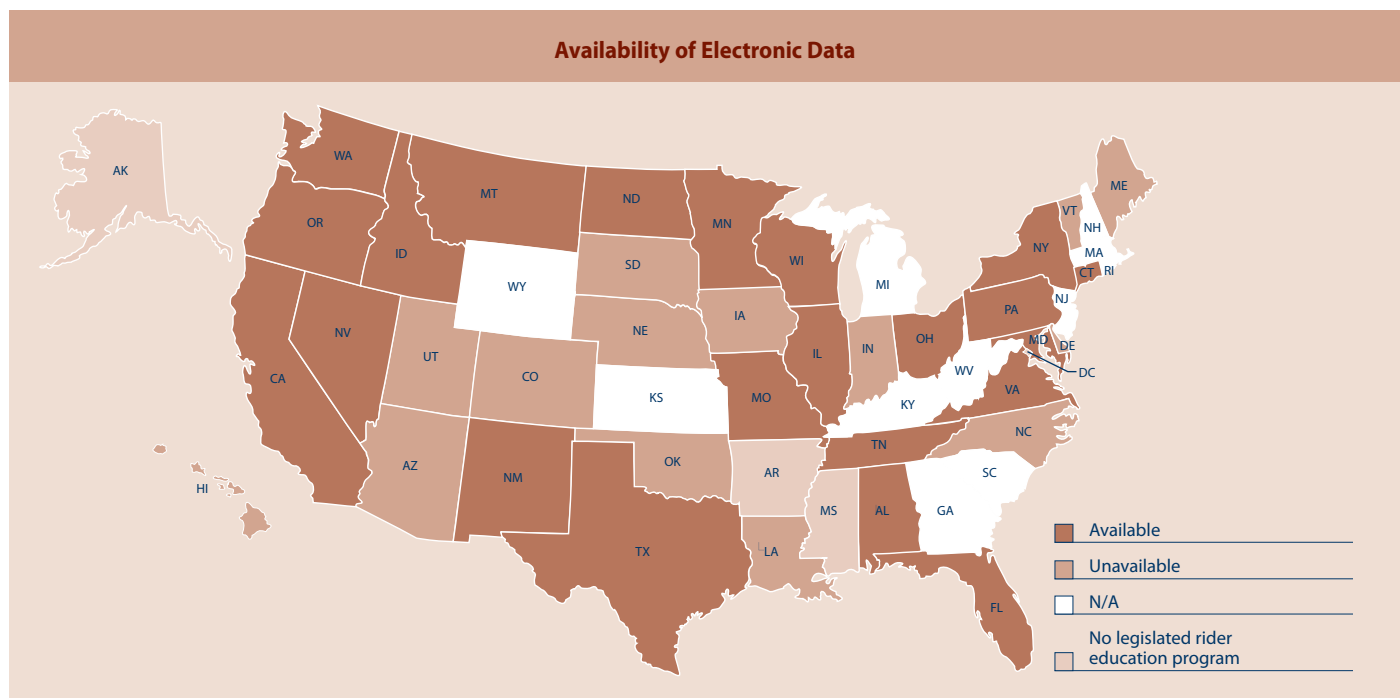 Availability of Electronic Data
AK
WA
MT
ND
MN
ME
VT
NH
OR
ID
WI
NY
MA
SD
CT
RI
WY
MI
NJ
IA
PA
NE
NV
OH
MD
DE
IN
UT
IL
WV
DC
CO
CA
KS
MO
VA
KY
NC
TN
AZ
OK
AR
SC
NM
HI
MS
AL
GA
TX
LLA
FL
Available
Unavailable
N/A
No legislated rider
education program